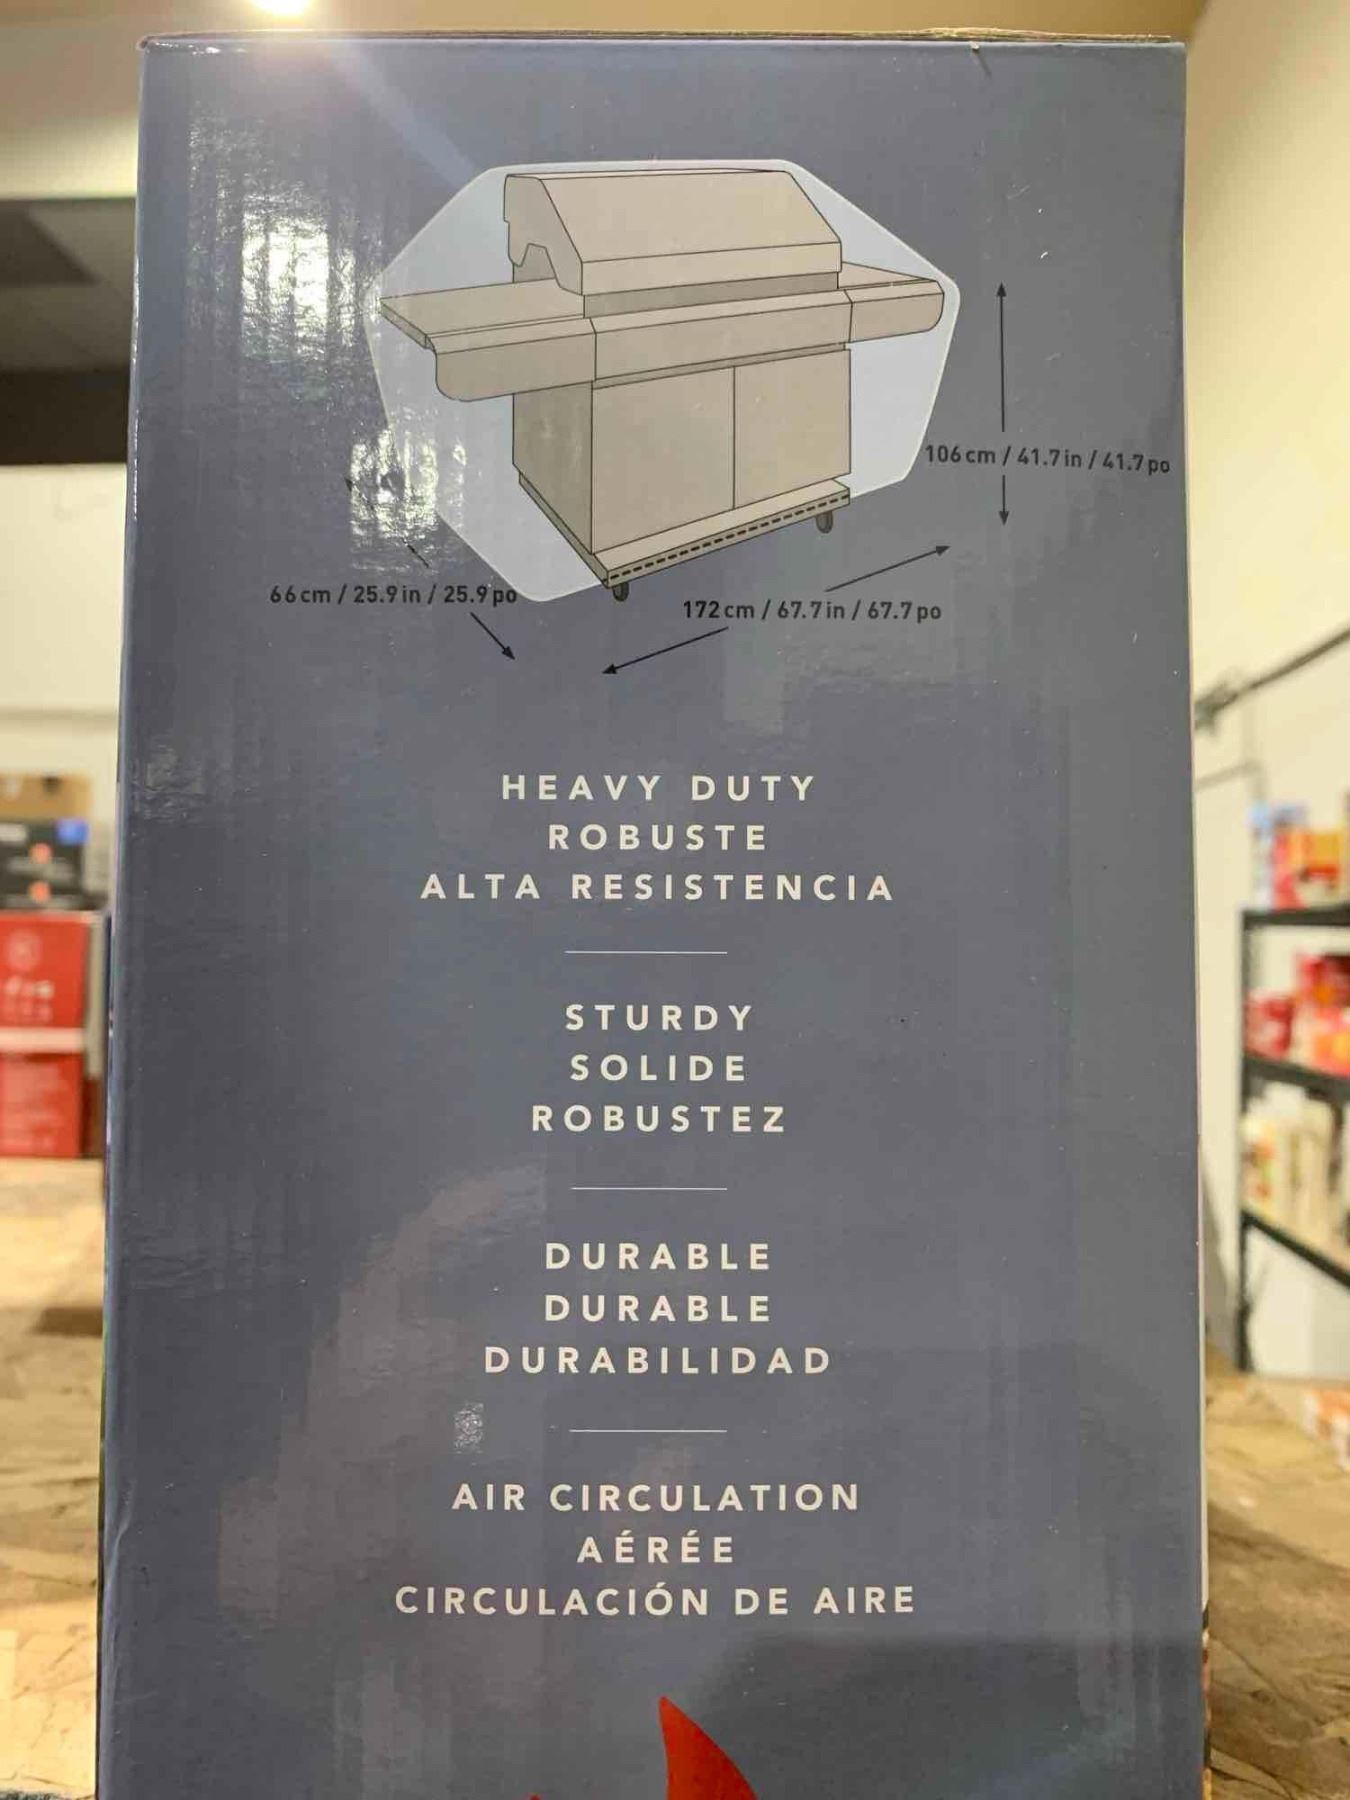 106 cm / 41.7 in / 41.7 po
66 cm / 25.9 in / 25.9 po
172 cm / 67.7 in / 67.7 po
HEAVY DUTY
ROBUSTE
ALTA RESISTENCIA
STURDY
SOLIDE
ROBUSTEZ
DURABLE
DURABLE
DURABILIDAD
AIR CIRCULATION
AÉRÉE
CIRCULACIÓN DE AIRE